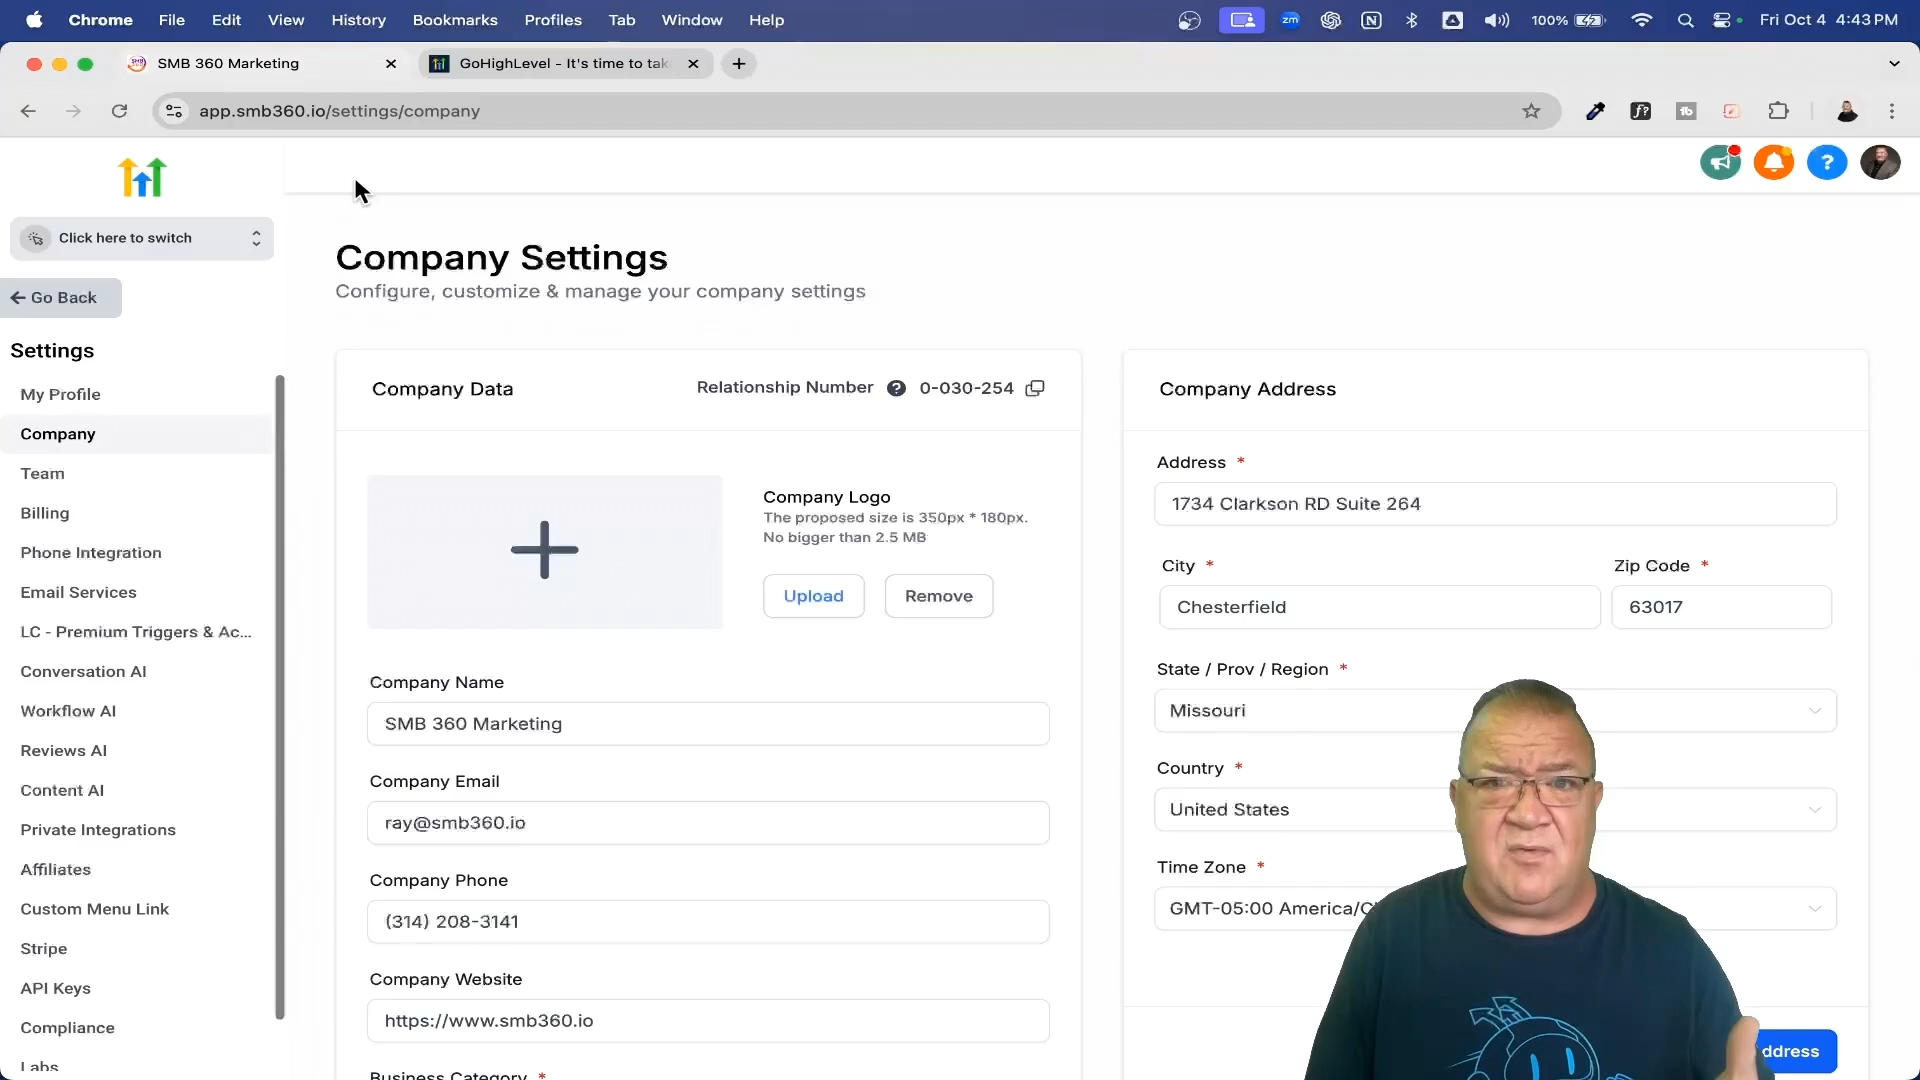 Chrome File Edit View History Bookmarks Profiles Tab Window Help zm 100% Fri Oct 4 4:43 PM
SMB 360 Marketing GoHighLevel - It's time to tak
app.smb360.io/settings/company
Click here to switch
Go Back
Settings
My Profile
Company
Team
Billing
Phone Integration
Email Services
LC - Premium Triggers & Ac...
Conversation AI
Workflow AI
Reviews AI
Content AI
Private Integrations
Affiliates
Custom Menu Link
Stripe
API Keys
Compliance
Labs
Company Settings
Configure, customize & manage your company settings
Company Data Relationship Number ? 0-030-254
Company Logo
The proposed size is 350px * 180px.
No bigger than 2.5 MB
Upload Remove
Company Name
SMB 360 Marketing
Company Email
ray@smb360.io
Company Phone
(314) 208-3141
Company Website
https://www.smb360.io
Business Category *
Company Address
Address *
1734 Clarkson RD Suite 264
City * Zip Code *
Chesterfield 63017
State / Prov / Region *
Missouri
Country *
United States
Time Zone *
GMT-05:00 America/C
ddress